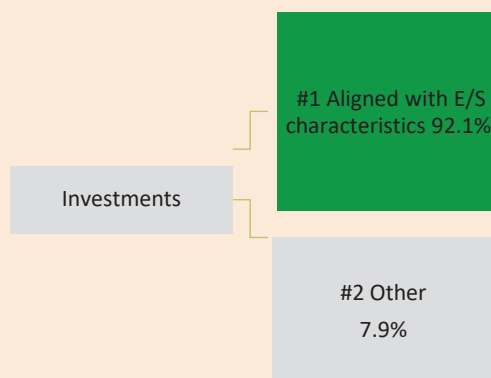 #1 Aligned with E/S
characteristics 92.1%
Investments
#2 Other
7.9%